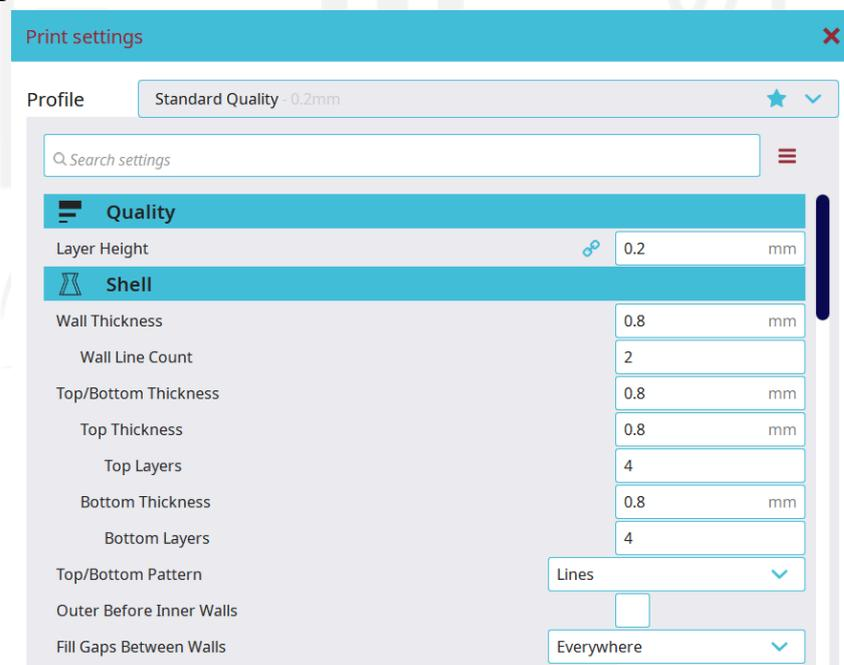 Print settings
Profile
Standard Quality - 0.2mm
Search settings
Quality
Layer Height 0.2 mm
Shell
Wall Thickness 0.8 mm
Wall Line Count 2
Top/Bottom Thickness 0.8 mm
Top Thickness 0.8 mm
Top Layers 4
Bottom Thickness 0.8 mm
Bottom Layers 4
Top/Bottom Pattern Lines
Outer Before Inner Walls
Fill Gaps Between Walls Everywhere